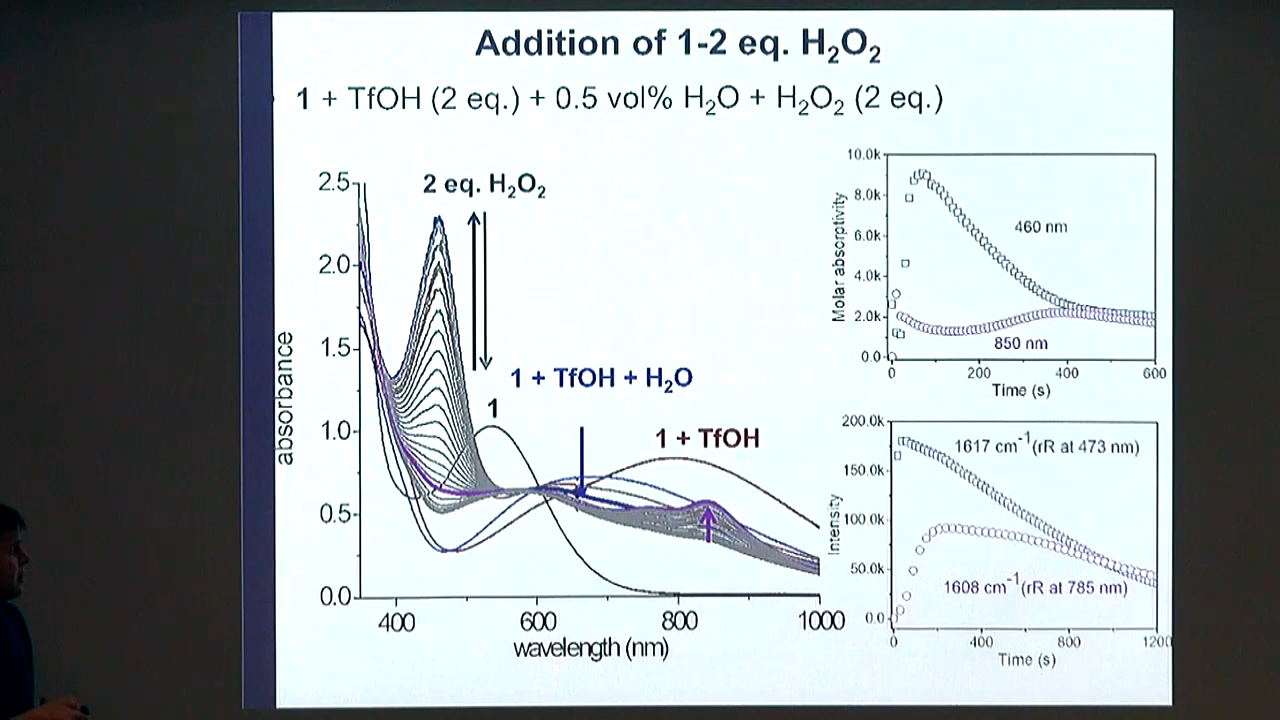 Addition of 1-2 eq. H₂O₂
1 + TfOH (2 eq.) + 0.5 vol% H₂O + H₂O₂ (2 eq.)
2.5
2.0
1.5
1.0
0.5
0.0
absorbance
2 eq. H₂O₂
1 + TfOH + H₂O
1
1 + TfOH
400
600
800
1000
wavelength (nm)
10.0k
8.0k
6.0k
4.0k
2.0k
0.0
Molar absorptivity
460 nm
850 nm
0
200
400
600
Time (s)
200.0k
150.0k
100.0k
50.0k
0.0
Intensity
1617 cm⁻¹(rR at 473 nm)
1608 cm⁻¹(rR at 785 nm)
0
400
800
1200
Time (s)